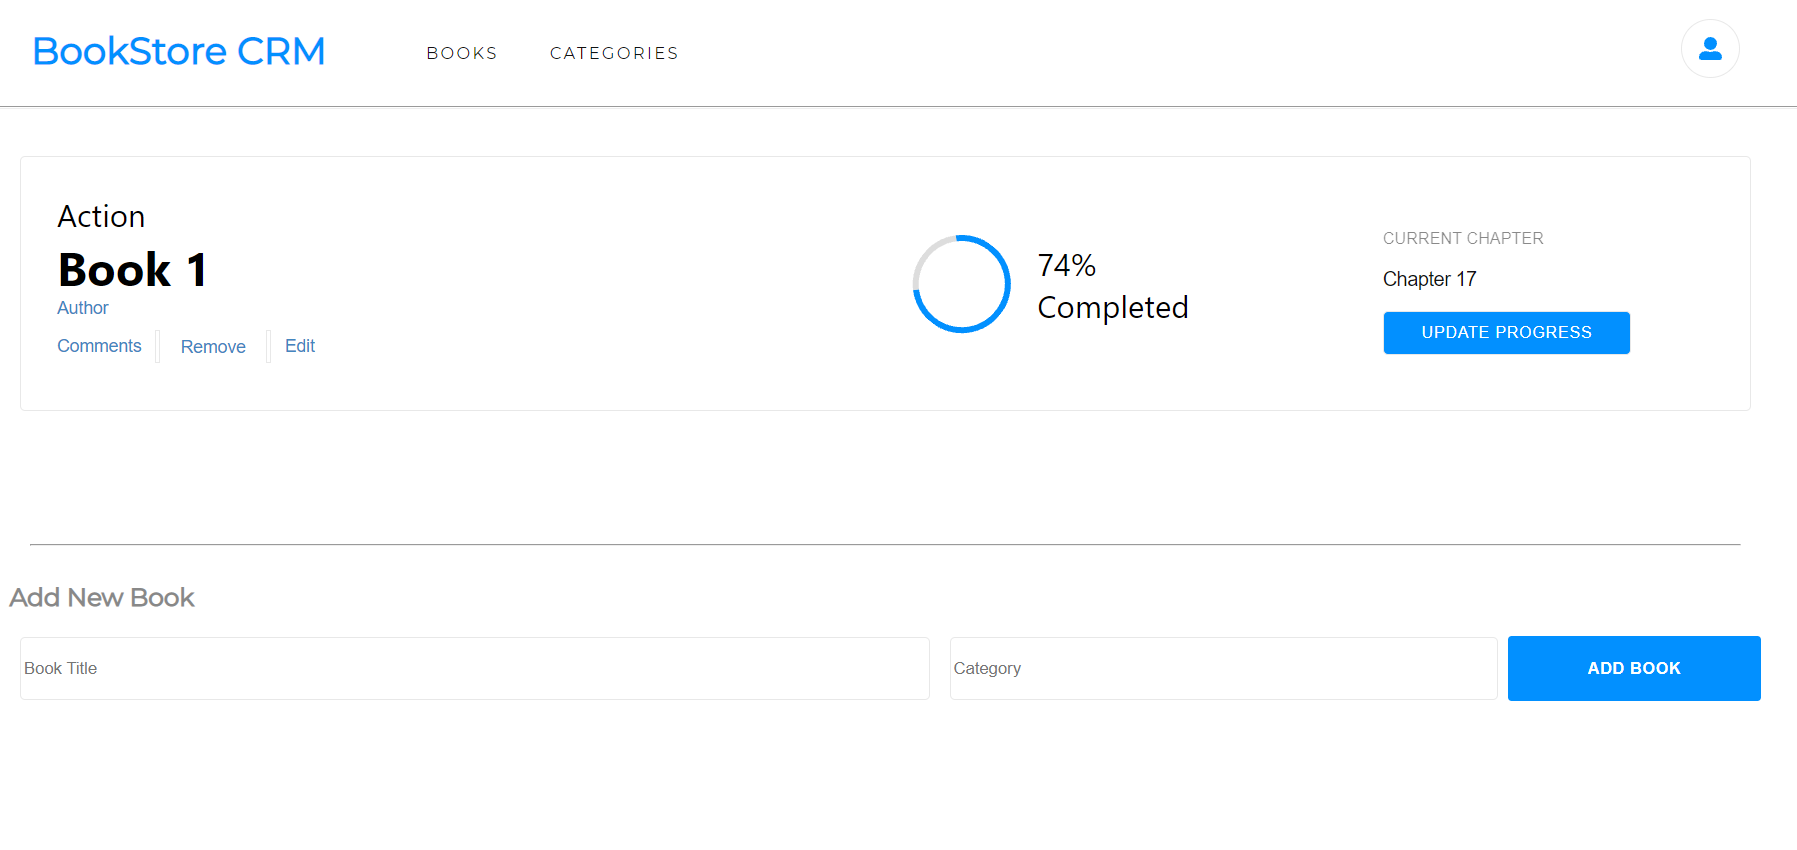 BookStore CRM
BOOKS
CATEGORIES
Action
Book 1
Author
Comments
Remove
Edit
74%
Completed
CURRENT CHAPTER
Chapter 17
UPDATE PROGRESS
Add New Book
Book Title
Category
ADD BOOK